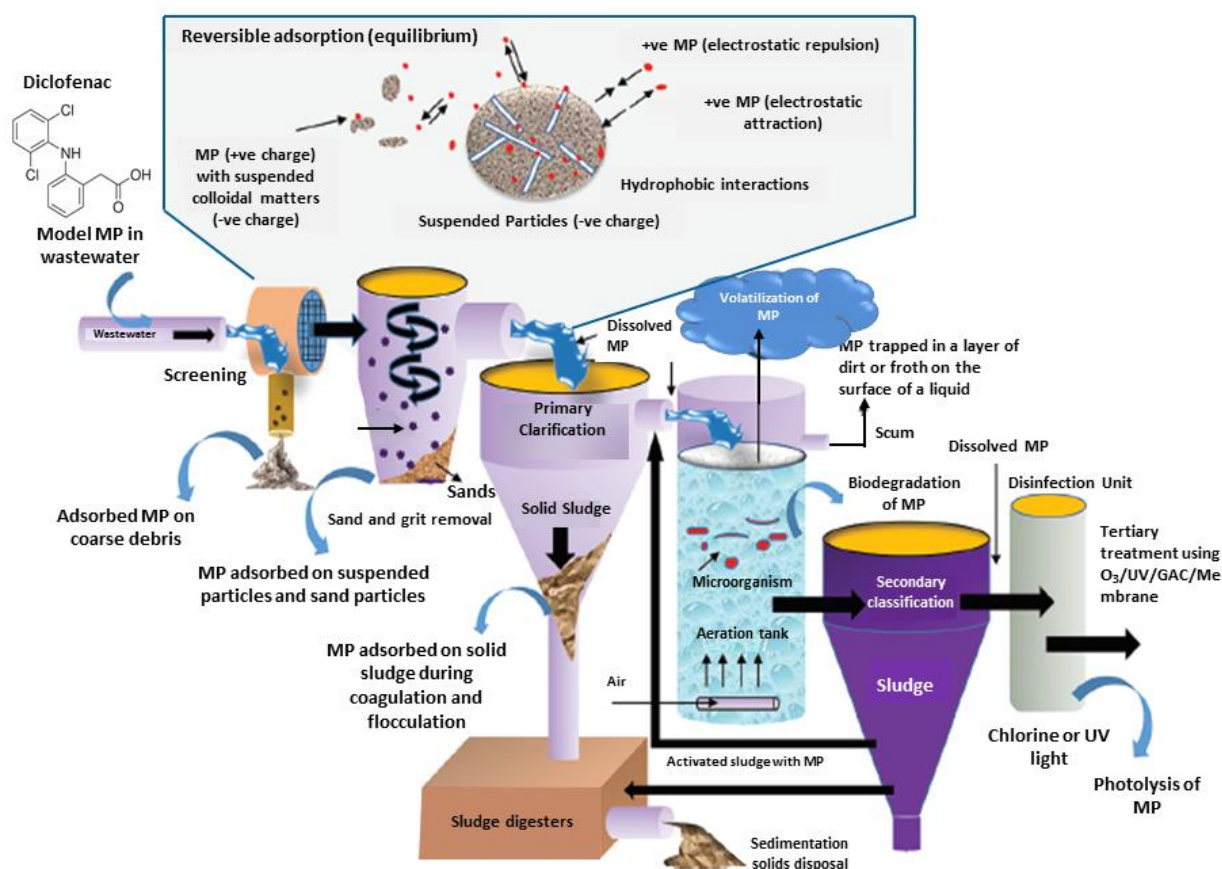 Reversible adsorption (equilibrium)
+ve MP (electrostatic repulsion)
+ve MP (electrostatic
attraction)
Diclofenac
Cl
NH
Cl
OH
O
MP (+ve charge)
with suspended
colloidal matters
(-ve charge)
Hydrophobic interactions
Suspended Particles (-ve charge)
Model MP in
wastewater
Wastewater
Screening
Dissolved
MP
Volatilization of
MP
MP trapped in a layer of
dirt or froth on the
surface of a liquid
Scum
Primary
Clarification
Dissolved MP
Sands
Sand and grit removal
Solid Sludge
Biodegradation
of MP
Disinfection Unit
Adsorbed MP on
coarse debris
MP adsorbed on suspended
particles and sand particles
Microorganism
Secondary
classification
Tertiary
treatment using
O₃/UV/GAC/Me
mbrane
MP adsorbed on solid
sludge during
coagulation and
flocculation
Aeration tank
Air
Sludge
Chlorine or UV
light
Activated sludge with MP
Photolysis of
MP
Sludge digesters
Sedimentation
solids disposal